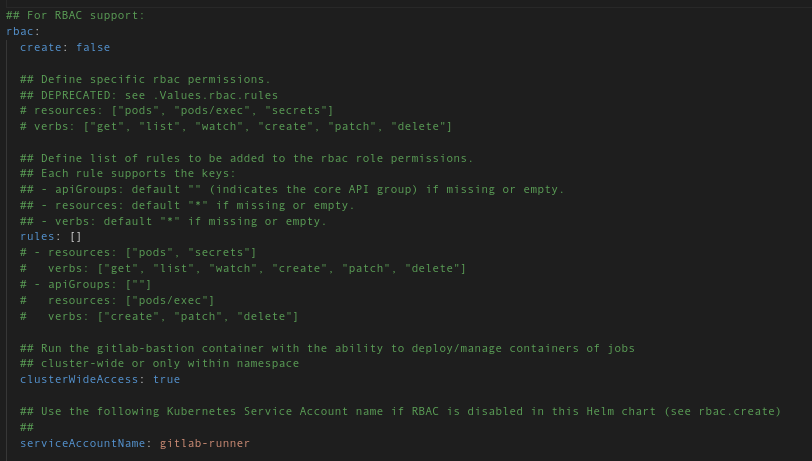 ## For RBAC support:
rbac:
  create: false
  ## Define specific rbac permissions.
  ## DEPRECATED: see .Values.rbac.rules
  # resources: ["pods", "pods/exec", "secrets"]
  # verbs: ["get", "list", "watch", "create", "patch", "delete"]
  ## Define list of rules to be added to the rbac role permissions.
  ## Each rule supports the keys:
  ## - apiGroups: default "" (indicates the core API group) if missing or empty.
  ## - resources: default "*" if missing or empty.
  ## - verbs: default "*" if missing or empty.
  rules: []
  # - resources: ["pods", "secrets"]
  #   verbs: ["get", "list", "watch", "create", "patch", "delete"]
  # - apiGroups: [""]
  #   resources: ["pods/exec"]
  #   verbs: ["create", "patch", "delete"]
  ## Run the gitlab-bastion container with the ability to deploy/manage containers of jobs
  ## cluster-wide or only within namespace
  clusterWideAccess: true
  ## Use the following Kubernetes Service Account name if RBAC is disabled in this Helm chart (see rbac.create)
  ##
  serviceAccountName: gitlab-runner